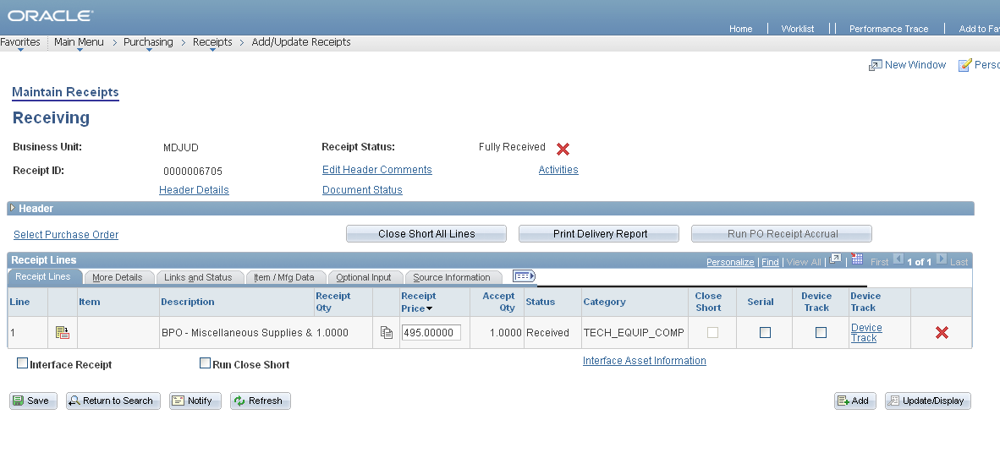 ORACLE
Home | Worklist | Performance Trace | Add to Fa
Favorites Main Menu > Purchasing > Receipts > Add/Update Receipts
New Window Perso
Maintain Receipts
Receiving
Business Unit: MDJUD Receipt Status: Fully Received
Receipt ID: 0000006705 Edit Header Comments Activities
Header Details Document Status
Header
Select Purchase Order Close Short All Lines Print Delivery Report Run PO Receipt Accrual
Receipt Lines Personalize | Find | View All | First 1 of 1 Last
Receipt Lines More Details Links and Status Item / Mfg Data Optional Input Source Information
Line Item Description Receipt Qty Receipt Price Accept Qty Status Category Close Short Serial Device Track Device Track
1 BPO - Miscellaneous Supplies & 1.0000 495.00000 1.0000 Received TECH_EQUIP_COMP Device Track
Interface Receipt Run Close Short Interface Asset Information
Save Return to Search Notify Refresh Add Update/Display